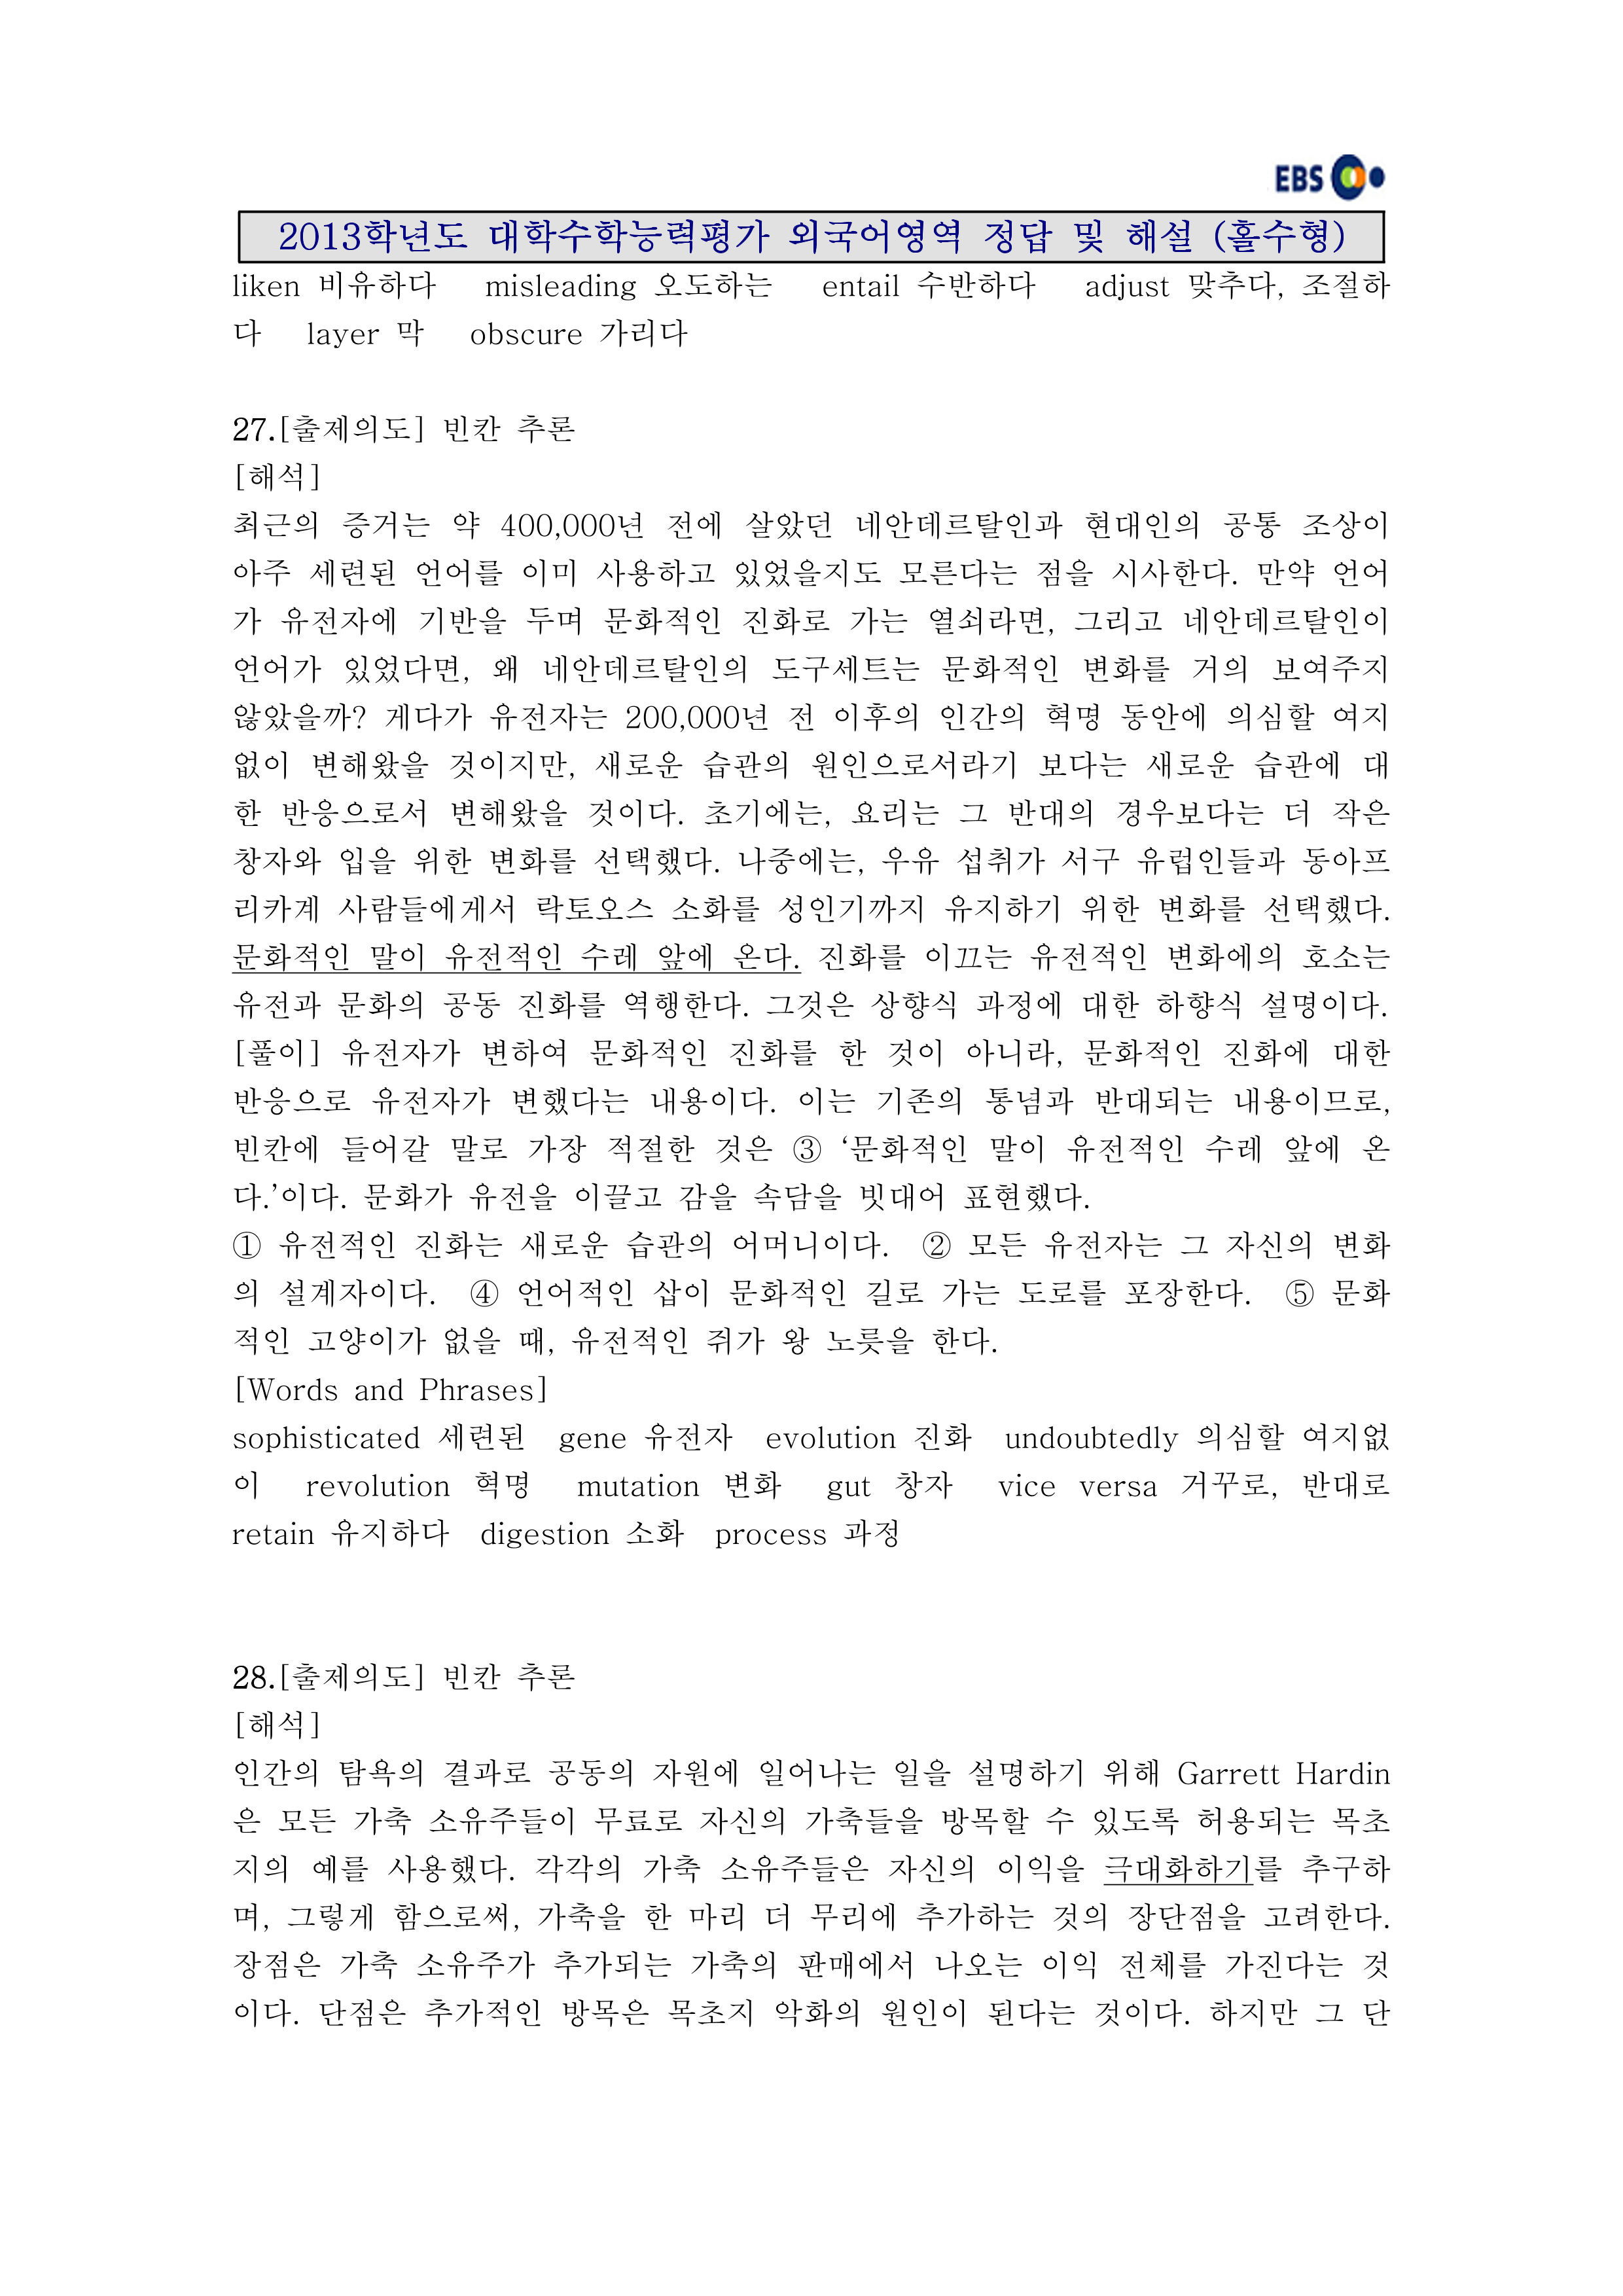 EBS
2013학년도 대학수학능력평가 외국어영역 정답 및 해설 (홀수형)
liken 비유하다 misleading 오도하는 entail 수반하다 adjust 맞추다, 조절하
다 layer 막 obscure 가리다
27.[출제의도] 빈칸 추론
[해석]
최근의 증거는 약 400,000년 전에 살았던 네안데르탈인과 현대인의 공통 조상이
아주 세련된 언어를 이미 사용하고 있었을지도 모른다는 점을 시사한다. 만약 언어
가 유전자에 기반을 두며 문화적인 진화로 가는 열쇠라면, 그리고 네안데르탈인이
언어가 있었다면, 왜 네안데르탈인의 도구세트는 문화적인 변화를 거의 보여주지
않았을까? 게다가 유전자는 200,000년 전 이후의 인간의 혁명 동안에 의심할 여지
없이 변해왔을 것이지만, 새로운 습관의 원인으로서라기 보다는 새로운 습관에 대
한 반응으로서 변해왔을 것이다. 초기에는, 요리는 그 반대의 경우보다는 더 작은
창자와 입을 위한 변화를 선택했다. 나중에는, 우유 섭취가 서구 유럽인들과 동아프
리카계 사람들에게서 락토오스 소화를 성인기까지 유지하기 위한 변화를 선택했다.
문화적인 말이 유전적인 수레 앞에 온다. 진화를 이끄는 유전적인 변화에의 호소는
유전과 문화의 공동 진화를 역행한다. 그것은 상향식 과정에 대한 하향식 설명이다.
[풀이] 유전자가 변하여 문화적인 진화를 한 것이 아니라, 문화적인 진화에 대한
반응으로 유전자가 변했다는 내용이다. 이는 기존의 통념과 반대되는 내용이므로,
빈칸에 들어갈 말로 가장 적절한 것은 ③ ‘문화적인 말이 유전적인 수레 앞에 온
다.’이다. 문화가 유전을 이끌고 감을 속담을 빗대어 표현했다.
① 유전적인 진화는 새로운 습관의 어머니이다. ② 모든 유전자는 그 자신의 변화
의 설계자이다. ④ 언어적인 삽이 문화적인 길로 가는 도로를 포장한다. ⑤ 문화
적인 고양이가 없을 때, 유전적인 쥐가 왕 노릇을 한다.
[Words and Phrases]
sophisticated 세련된 gene 유전자 evolution 진화 undoubtedly 의심할 여지없
이 revolution 혁명 mutation 변화 gut 창자 vice versa 거꾸로, 반대로
retain 유지하다 digestion 소화 process 과정
28.[출제의도] 빈칸 추론
[해석]
인간의 탐욕의 결과로 공동의 자원에 일어나는 일을 설명하기 위해 Garrett Hardin
은 모든 가축 소유주들이 무료로 자신의 가축들을 방목할 수 있도록 허용되는 목초
지의 예를 사용했다. 각각의 가축 소유주들은 자신의 이익을 극대화하기를 추구하
며, 그렇게 함으로써, 가축을 한 마리 더 무리에 추가하는 것의 장단점을 고려한다.
장점은 가축 소유주가 추가되는 가축의 판매에서 나오는 이익 전체를 가진다는 것
이다. 단점은 추가적인 방목은 목초지 악화의 원인이 된다는 것이다. 하지만 그 단